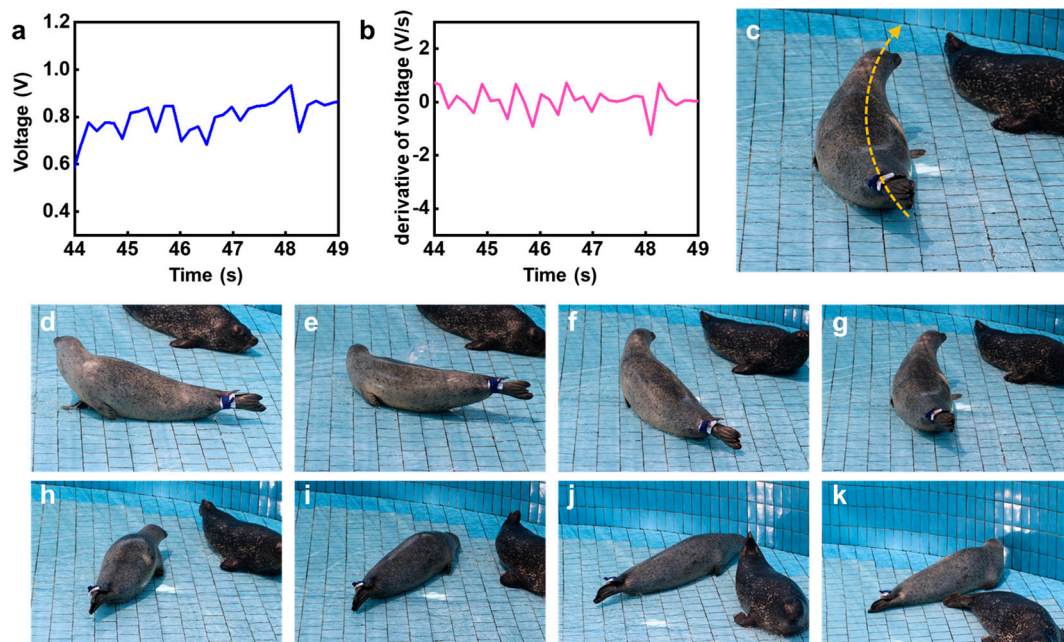 a
1.2
1.0
0.8
0.6
0.4
Voltage (V)
44 45 46 47 48 49
Time (s)
b
2
0
-2
-4
derivative of voltage (V/s)
44 45 46 47 48 49
Time (s)
c
d
e
f
g
h
i
j
k